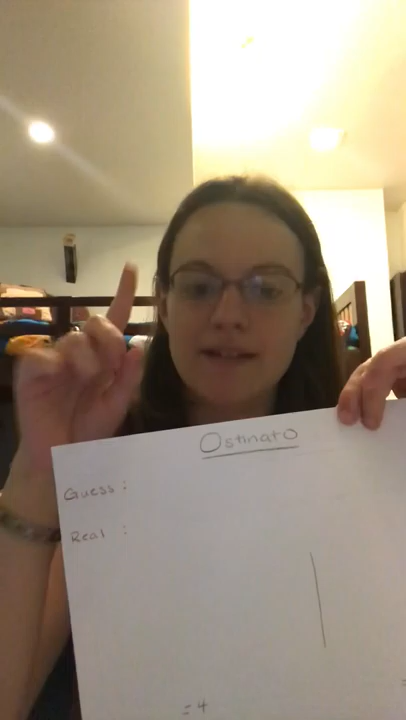 Ostinato
Guess :
Real :
= 4
=